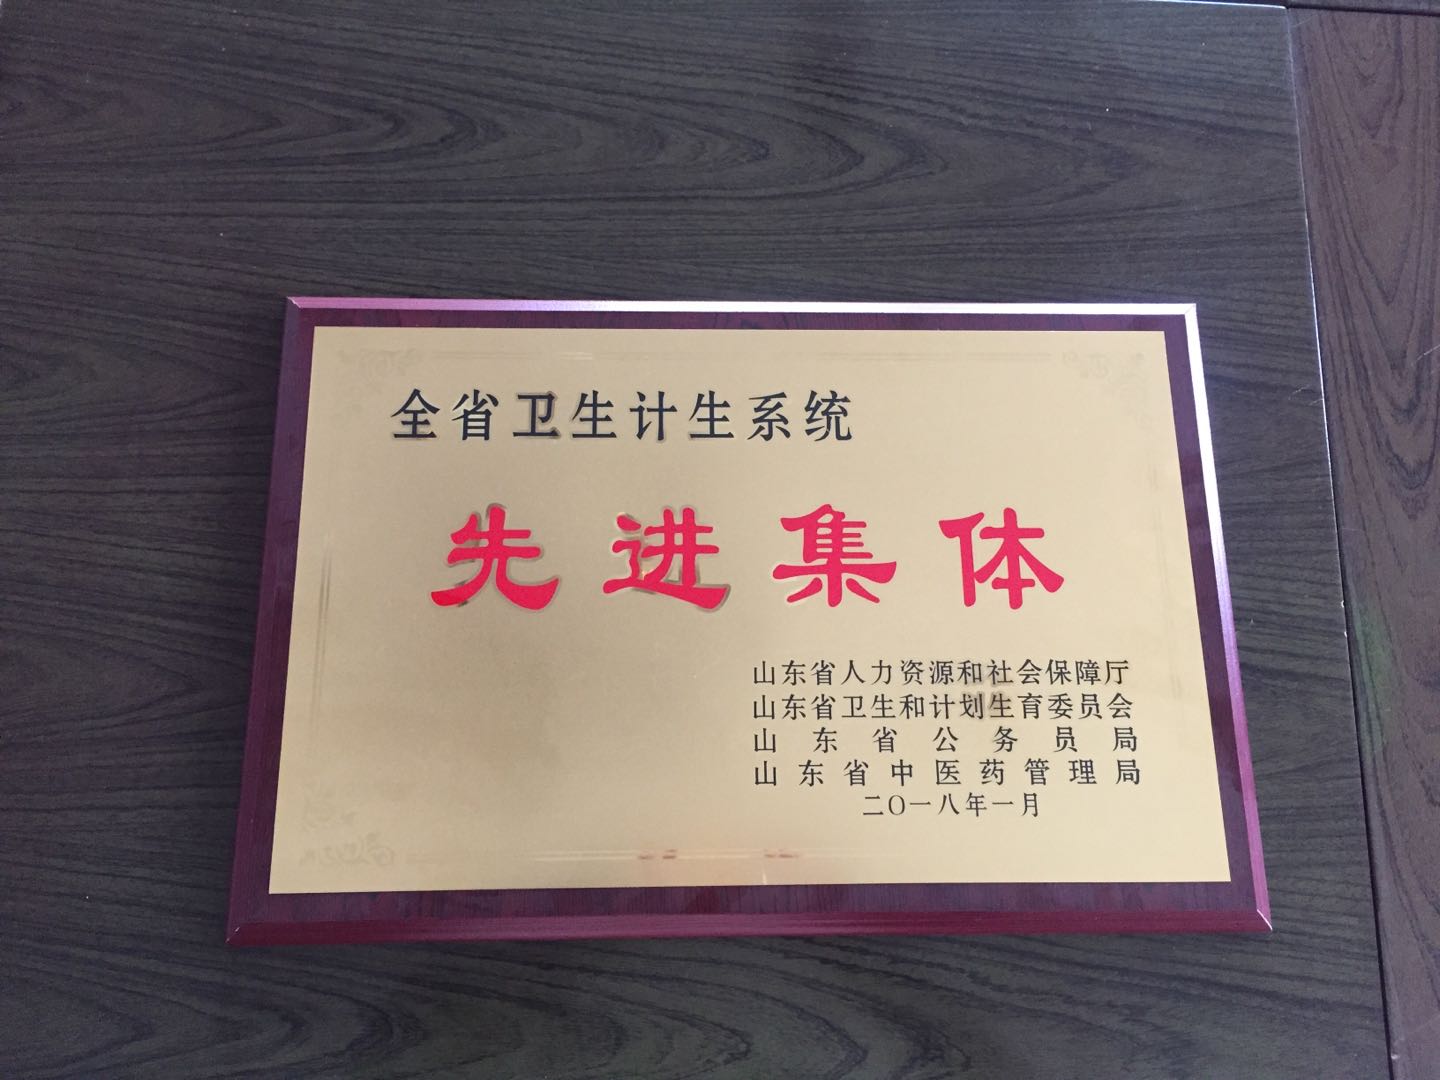 全省卫生计生系统
先进集体
山东省人力资源和社会保障厅
山东省卫生和计划生育委员会
山东省公务员局
山东省中医药管理局
二〇一八年一月